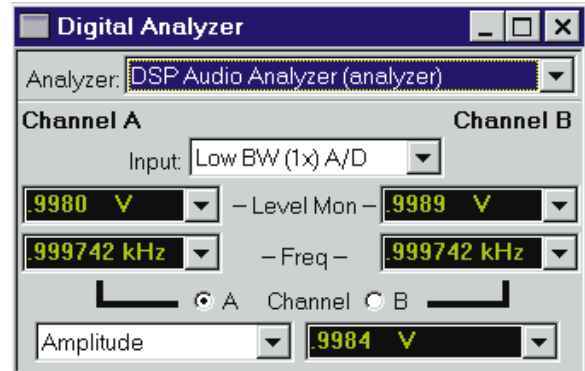 Digital Analyzer
Analyzer: DSP Audio Analyzer (analyzer)
Channel A Channel B
Input: Low BW (1x) A/D
.9980 V – Level Mon – .9989 V
.999742 kHz – Freq – .999742 kHz
A Channel B
Amplitude .9984 V